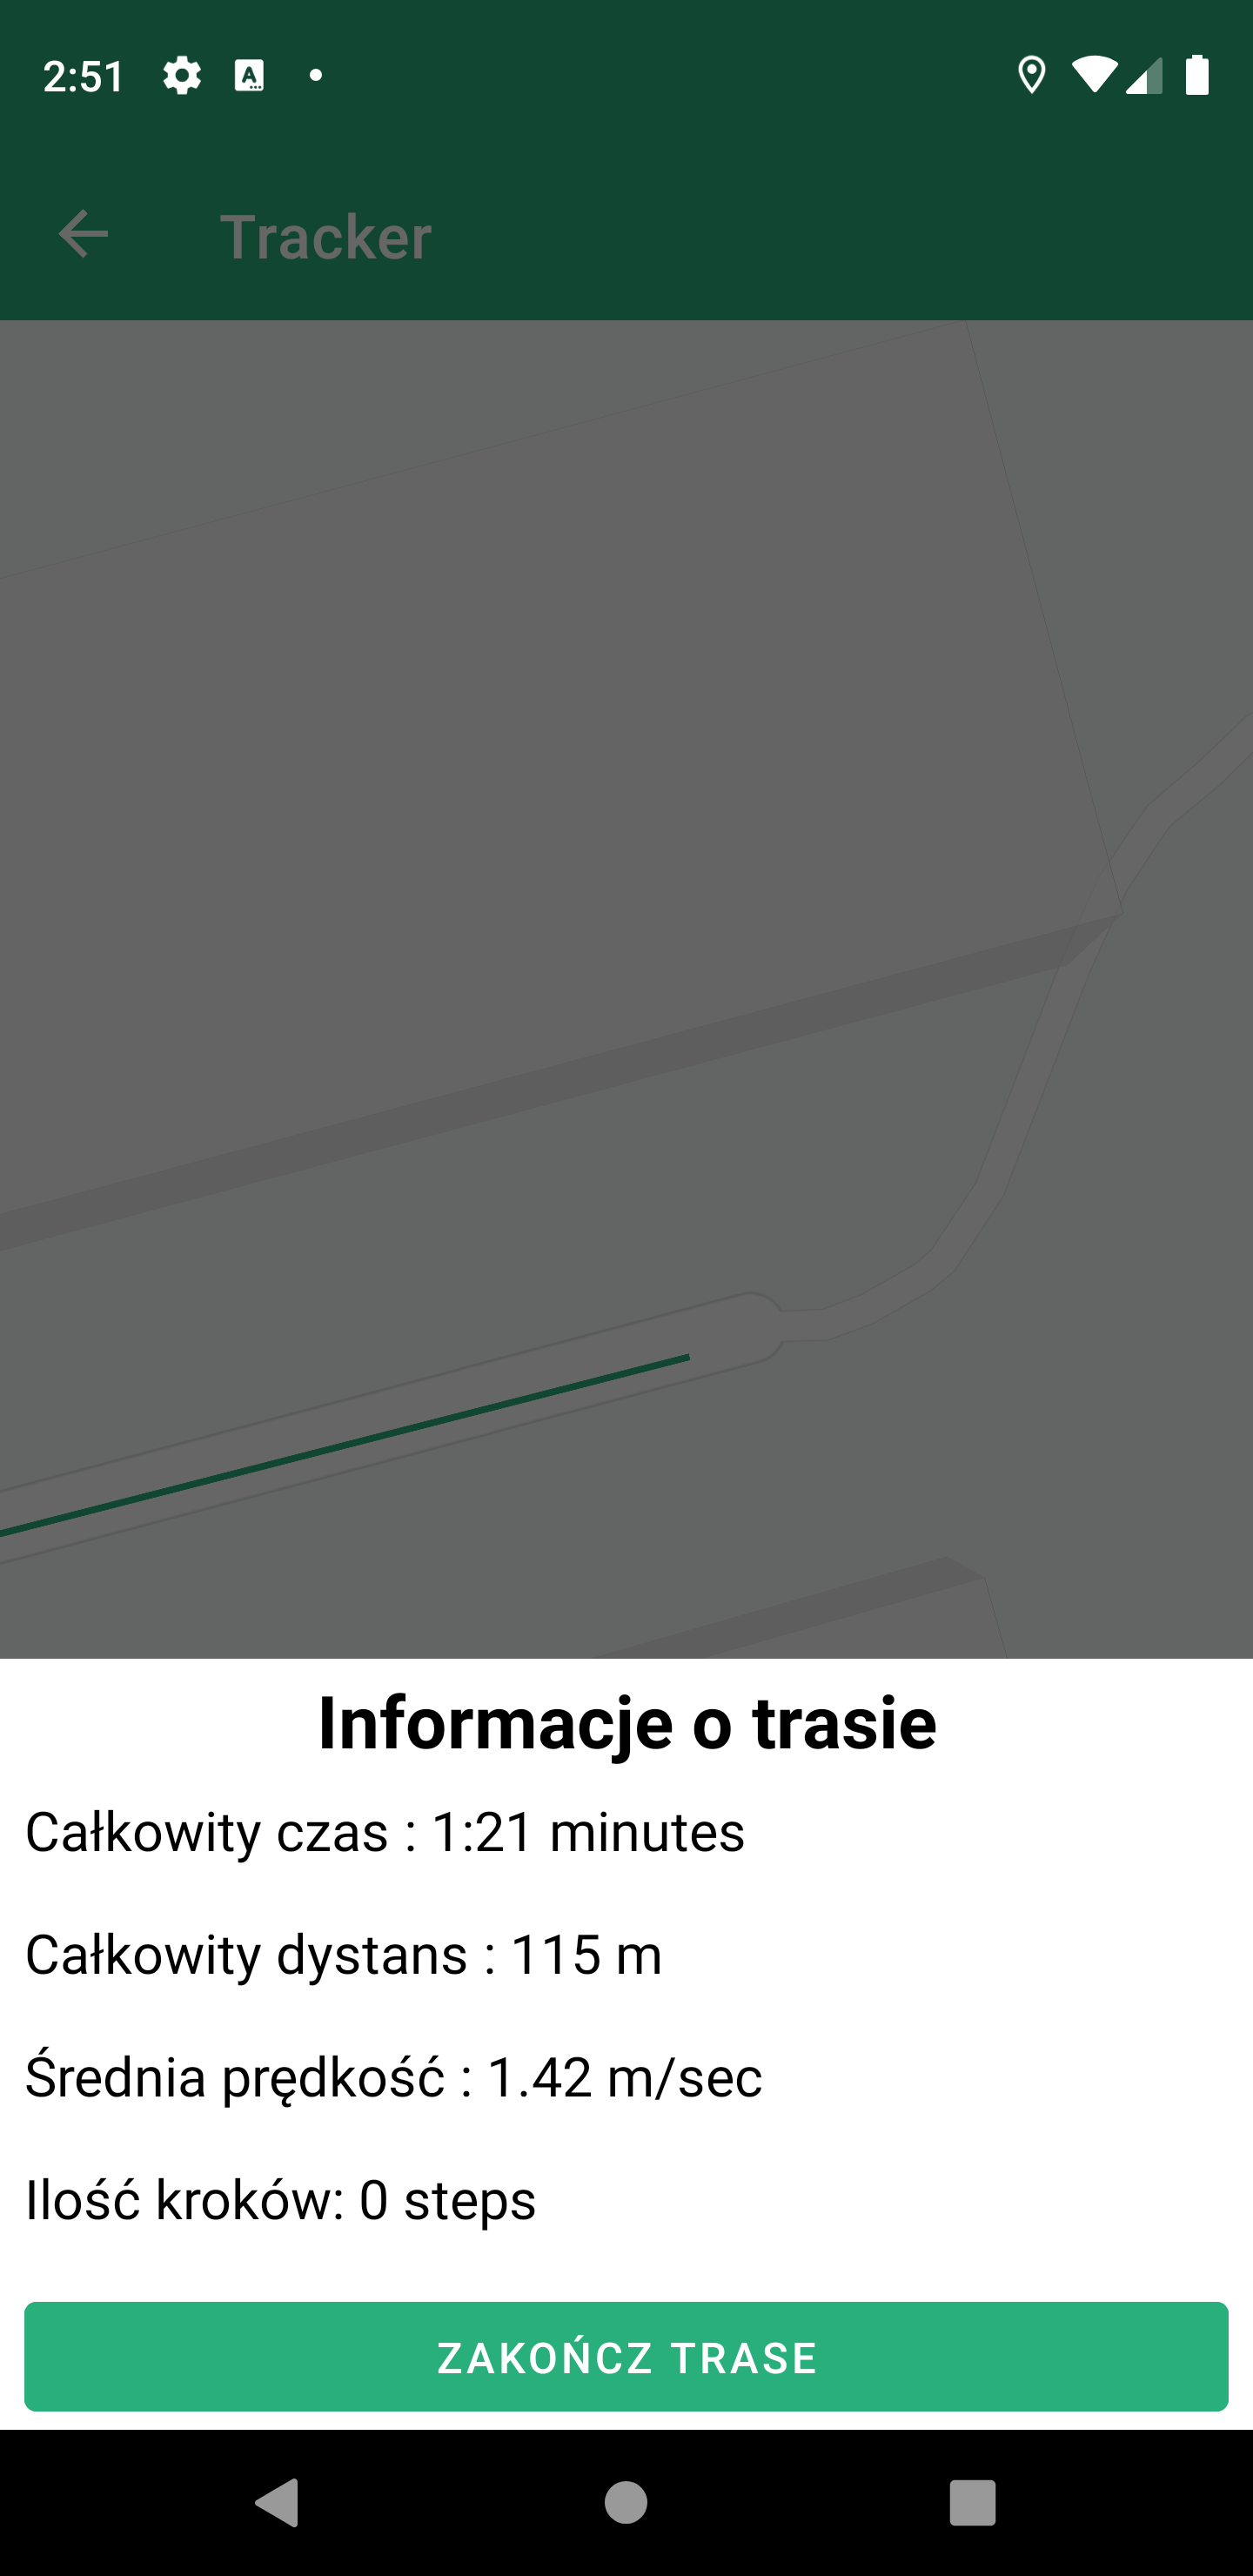 2:51
Tracker
Informacje o trasie
Całkowity czas : 1:21 minutes
Całkowity dystans : 115 m
Średnia prędkość : 1.42 m/sec
Ilość kroków: 0 steps
ZAKOŃCZ TRASE